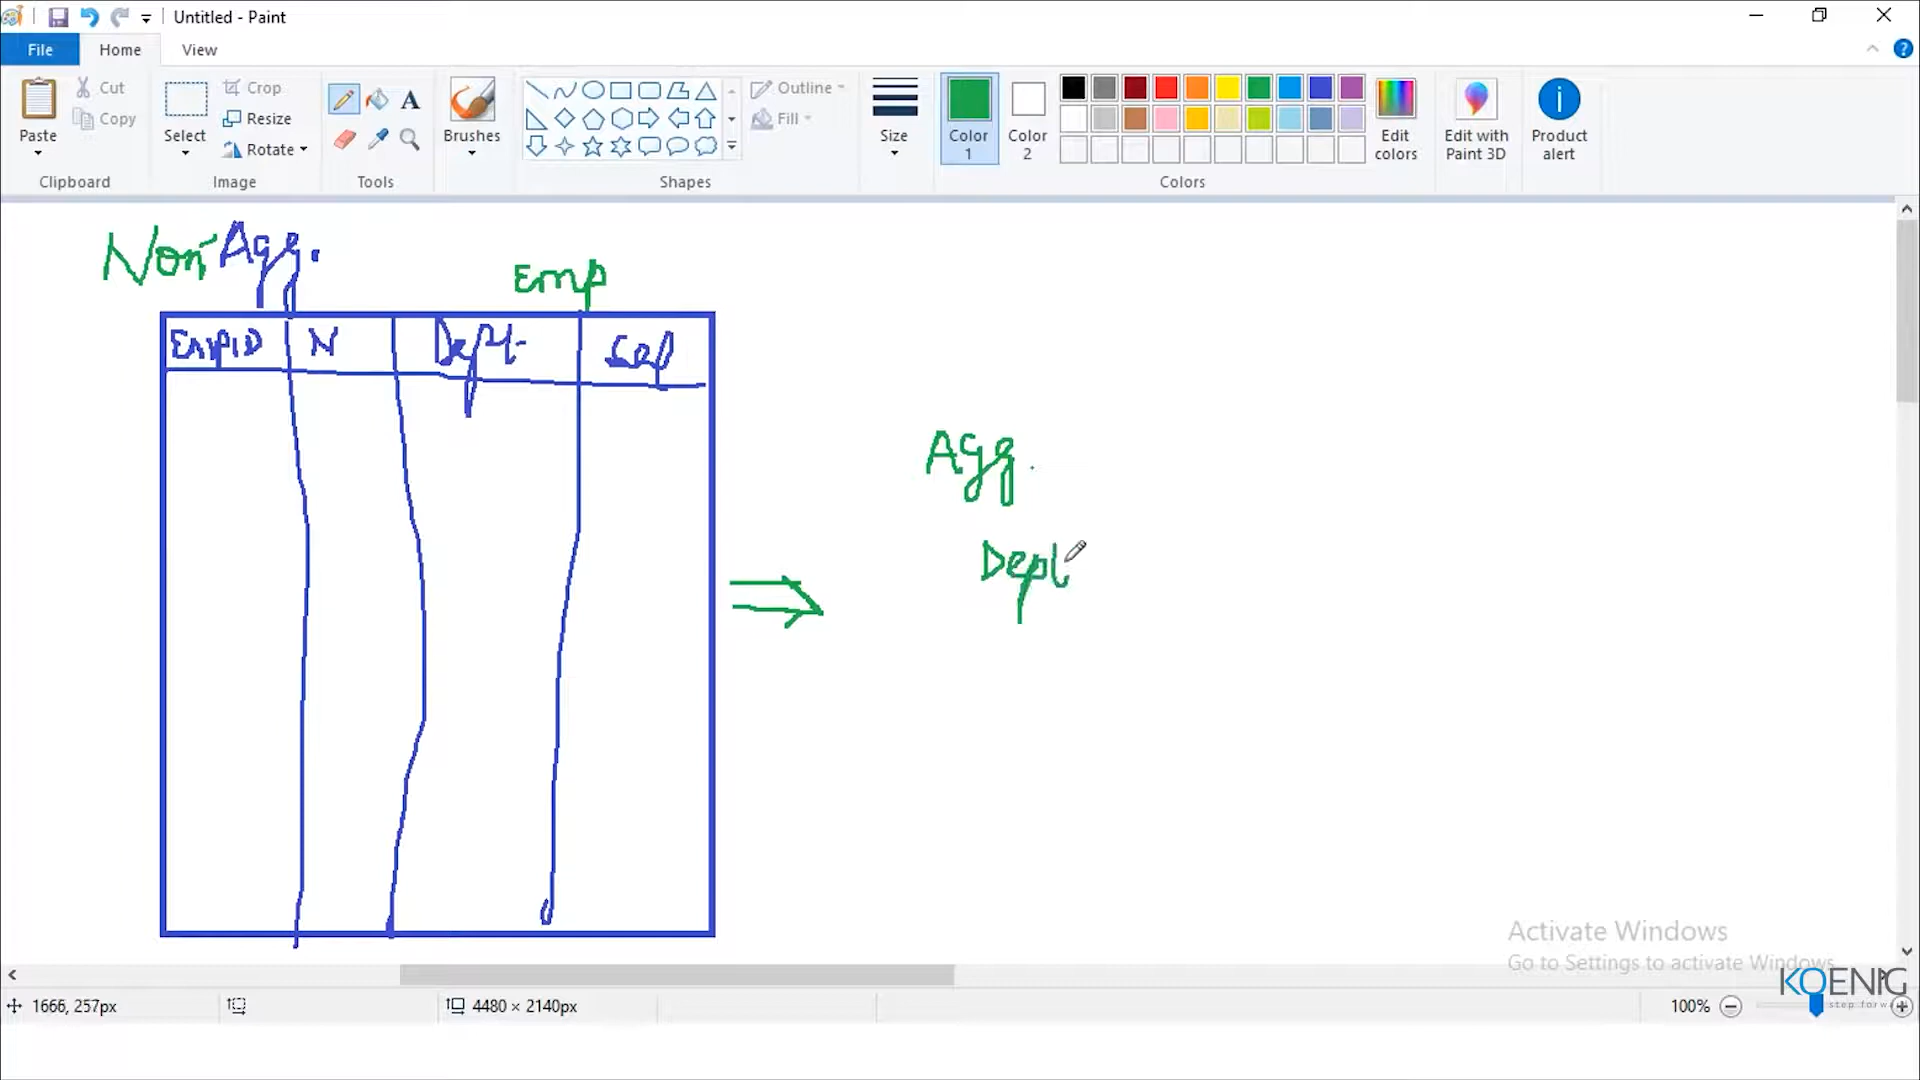 Untitled - Paint
File Home View
Paste Cut Copy Clipboard
Select Crop Resize Rotate Image
Tools
Brushes
Shapes
Outline Fill
Size
Color 1
Color 2
Colors
Edit colors
Edit with Paint 3D
Product alert
Non-Agg.
Emp
EmpID N Dept Sal
Agg.
Dept
Activate Windows
Go to Settings to activate Windows.
KOENIG
step forward
1666, 257px 4480 × 2140px 100%